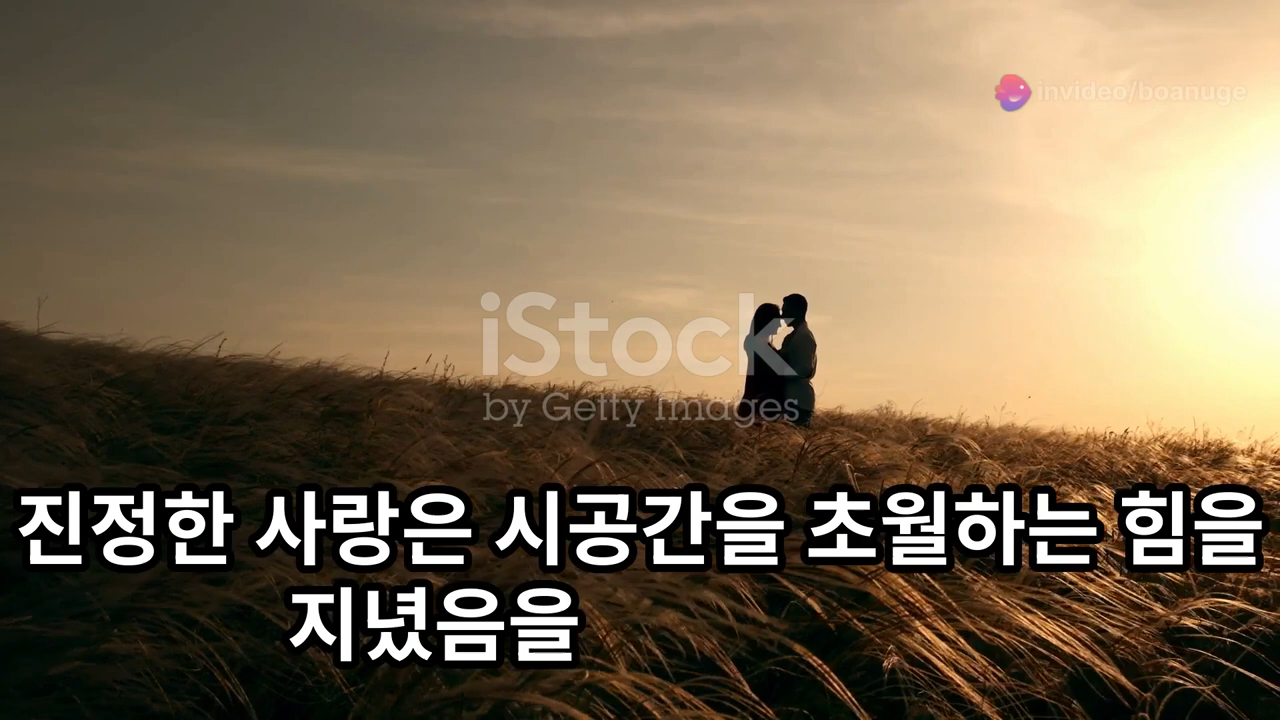 invideo/boanuge
iStock
by Getty Images
진정한 사랑은 시공간을 초월하는 힘을
지녔음을